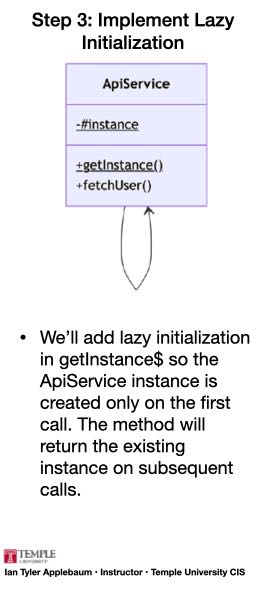 Step 3: Implement Lazy
Initialization
ApiService
-#instance
+getInstance()
+fetchUser()
• We’ll add lazy initialization
in getInstance$ so the
ApiService instance is
created only on the first
call. The method will
return the existing
instance on subsequent
calls.
TEMPLE
UNIVERSITY
Ian Tyler Applebaum · Instructor · Temple University CIS